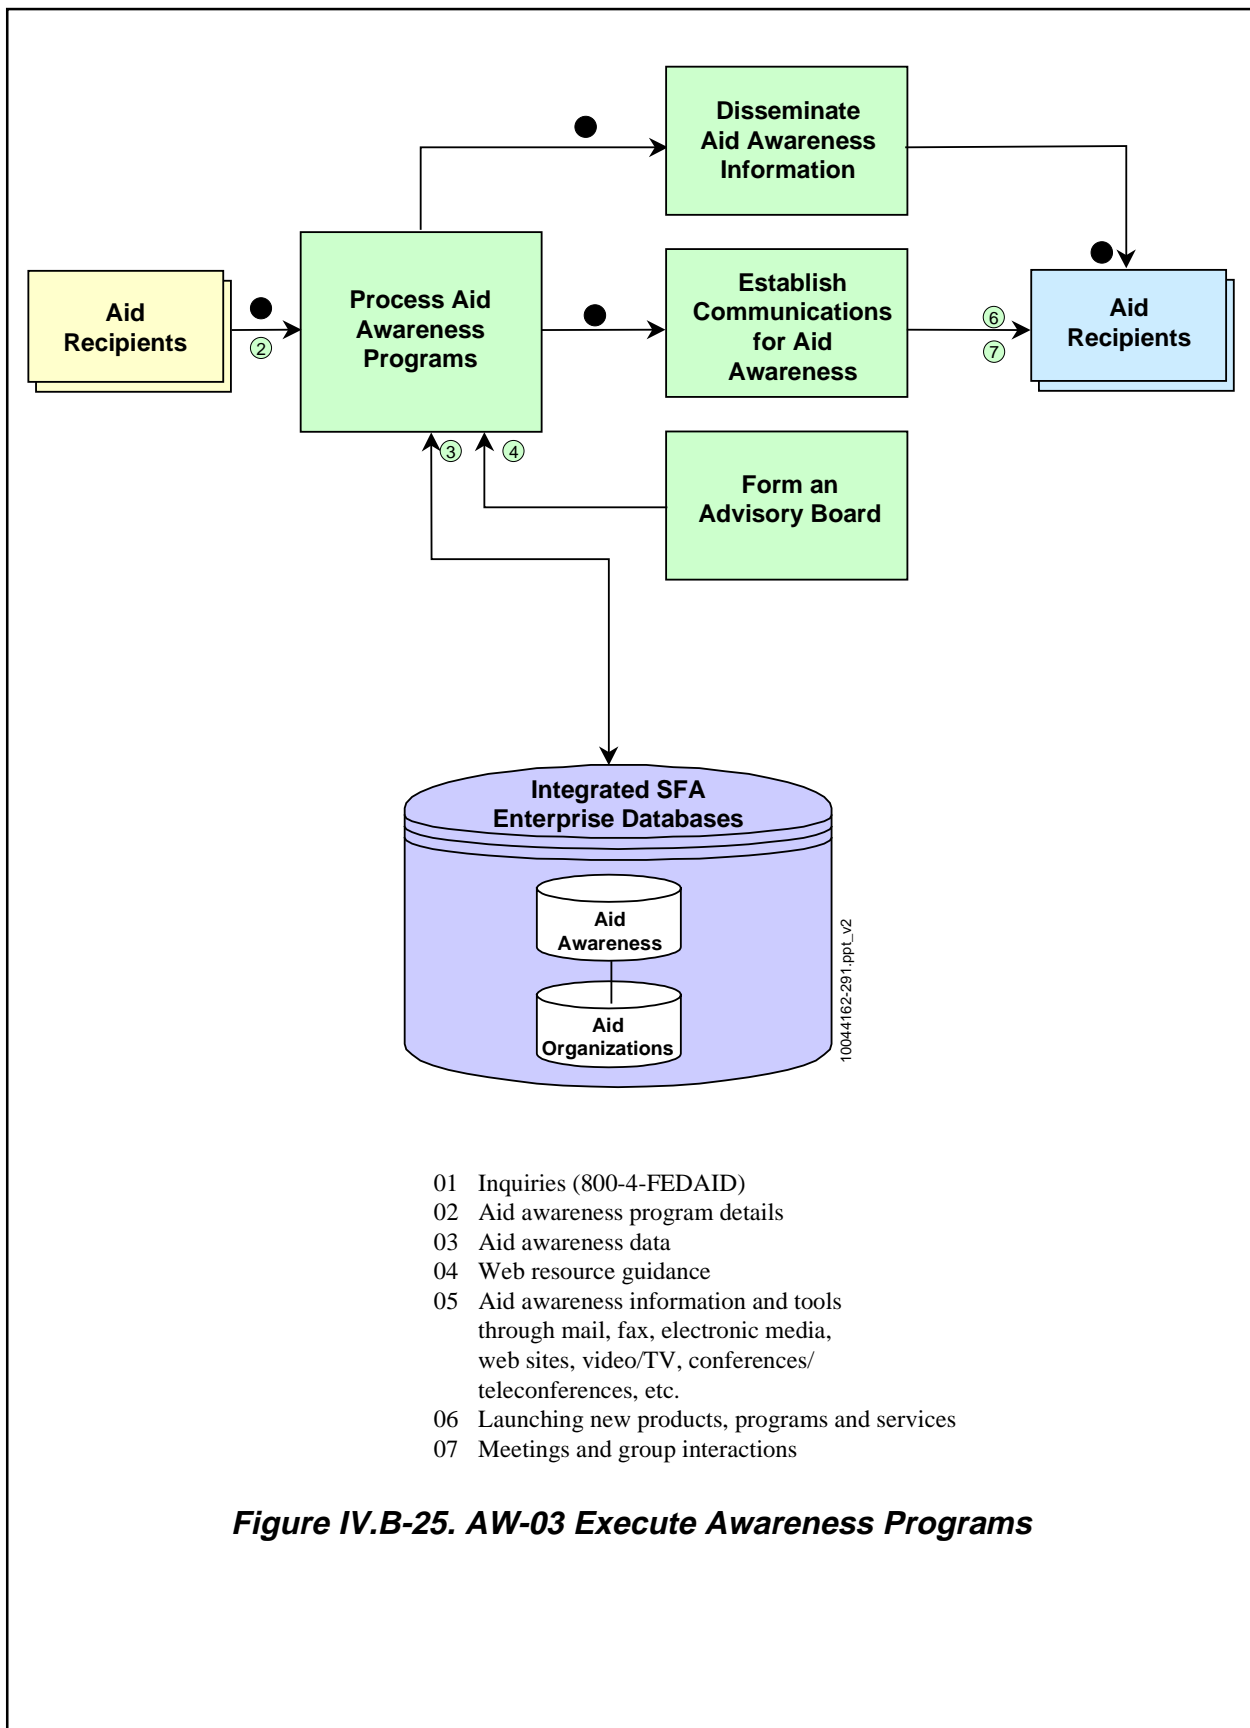 Disseminate
Aid Awareness
Information
Aid
Recipients
2
Process Aid
Awareness
Programs
Establish
Communications
for Aid
Awareness
6
7
Aid
Recipients
3
4
Form an
Advisory Board
Integrated SFA
Enterprise Databases
Aid
Awareness
Aid
Organizations
10044162-291.ppt_v2
01 Inquiries (800-4-FEDAID)
02 Aid awareness program details
03 Aid awareness data
04 Web resource guidance
05 Aid awareness information and tools
through mail, fax, electronic media,
web sites, video/TV, conferences/
teleconferences, etc.
06 Launching new products, programs and services
07 Meetings and group interactions
Figure IV.B-25. AW-03 Execute Awareness Programs